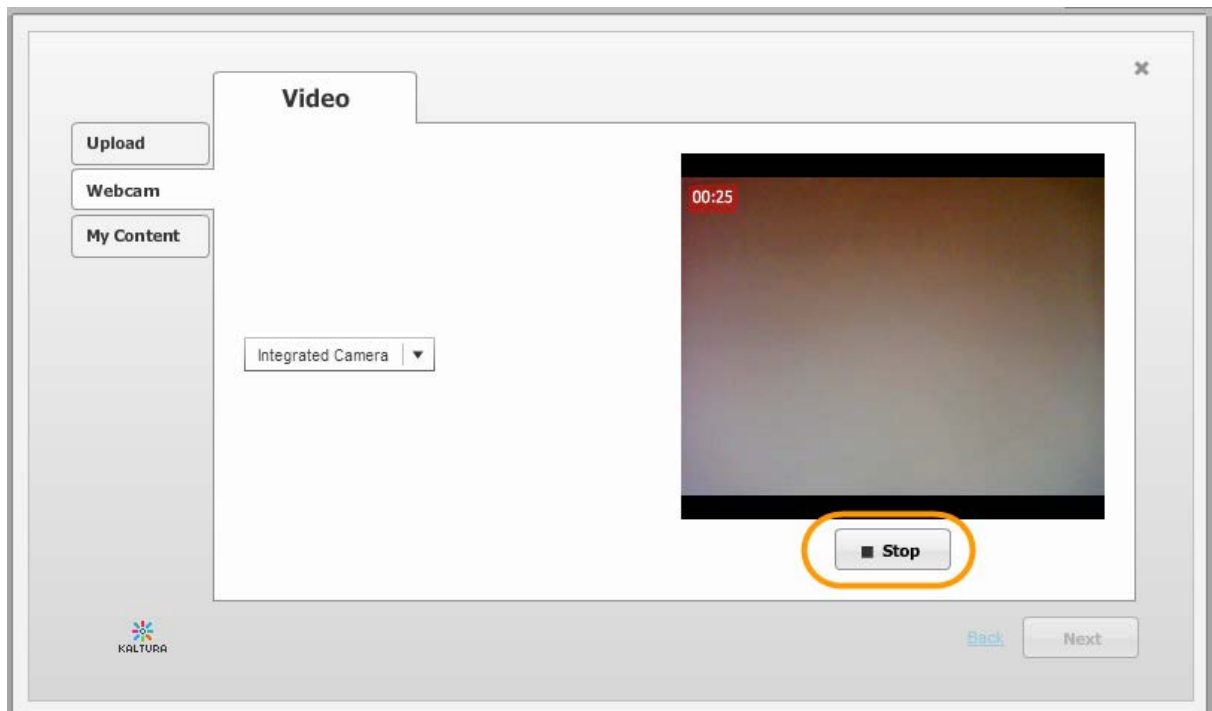 Video
Upload
Webcam
My Content
00:25
Integrated Camera
Stop
KALTURA
Back
Next